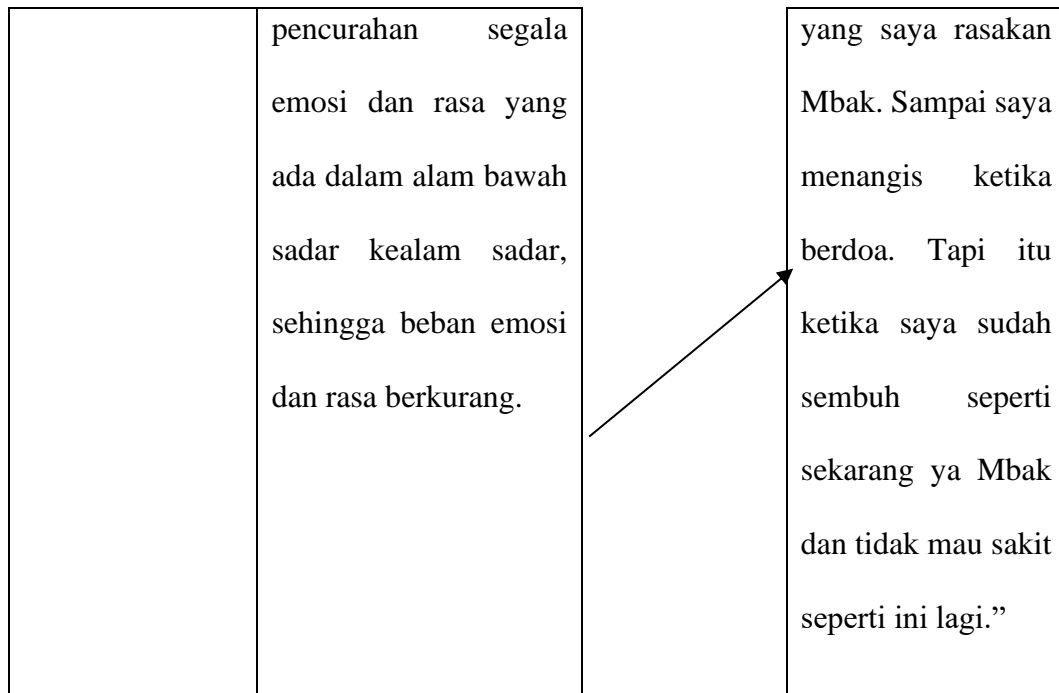 pencurahan segala
emosi dan rasa yang
ada dalam alam bawah
sadar kealam sadar,
sehingga beban emosi
dan rasa berkurang.
yang saya rasakan
Mbak. Sampai saya
menangis ketika
berdoa. Tapi itu
ketika saya sudah
sembuh seperti
sekarang ya Mbak
dan tidak mau sakit
seperti ini lagi.”